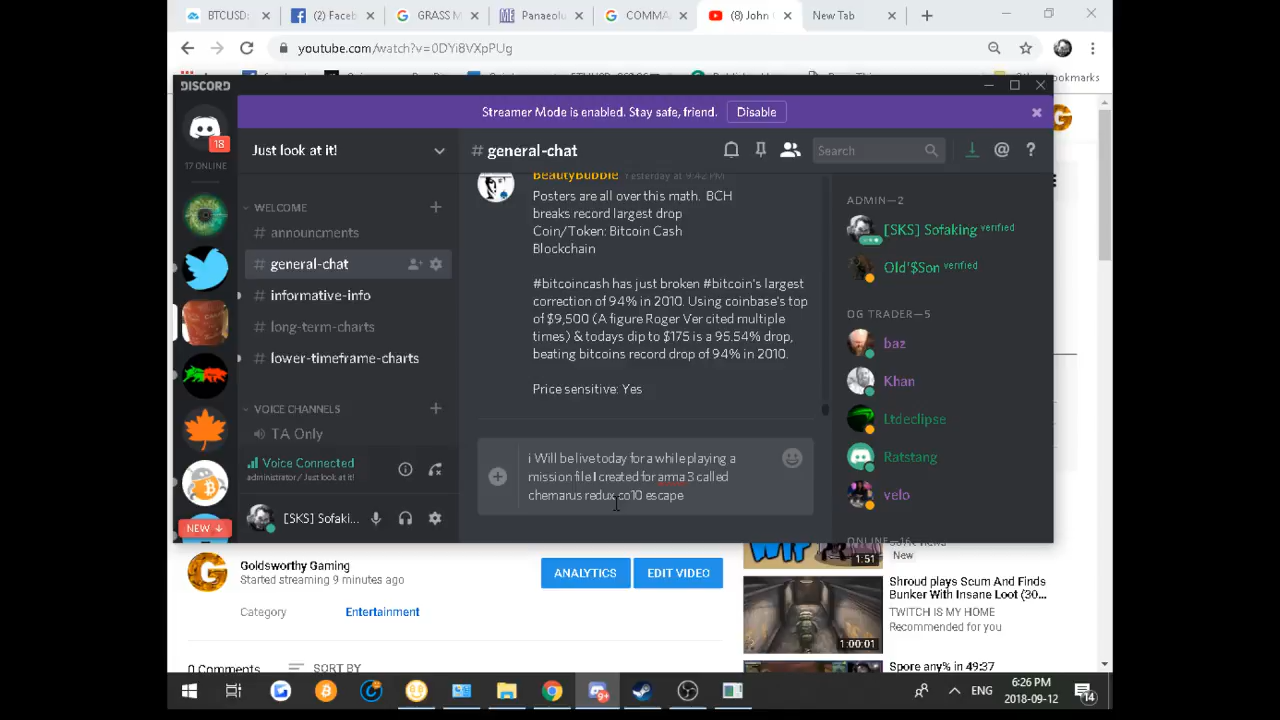 BTCUSD:
(2) Faceb
GRASS M
Panaeolu
COMMA
(8) John
New Tab
youtube.com/watch?v=0DYi8VXpPUg
DISCORD
Streamer Mode is enabled. Stay safe, friend.
Disable
18
17 ONLINE
Just look at it!
# general-chat
Search
WELCOME
# announcments
# general-chat
# informative-info
# long-term-charts
# lower-timeframe-charts
VOICE CHANNELS
TA Only
Voice Connected
administrator / Just look at it!
[SKS] Sofaki...
NEW ↓
BeautyBubble Yesterday at 9:42 PM
Posters are all over this math. BCH
breaks record largest drop
Coin/Token: Bitcoin Cash
Blockchain
#bitcoincash has just broken #bitcoin's largest
correction of 94% in 2010. Using coinbase's top
of $9,500 (A figure Roger Ver cited multiple
times) & todays dip to $175 is a 95.54% drop,
beating bitcoins record drop of 94% in 2010.
Price sensitive: Yes
i Will be live today for a while playing a
mission file I created for arma 3 called
chernarus redux co10 escape
ADMIN—2
[SKS] Sofaking verified
Old'$Son verified
OG TRADER—5
baz
Khan
Ltdeclipse
Ratstang
velo
ONLINE—16
Goldsworthy Gaming
Started streaming 9 minutes ago
ANALYTICS
EDIT VIDEO
Category
Entertainment
0 Comments
SORT BY
1:51
New
Shroud plays Scum And Finds
Bunker With Insane Loot (30...
TWITCH IS MY HOME
Recommended for you
1:00:01
Spore any% in 49:37
ENG
6:26 PM
2018-09-12
14